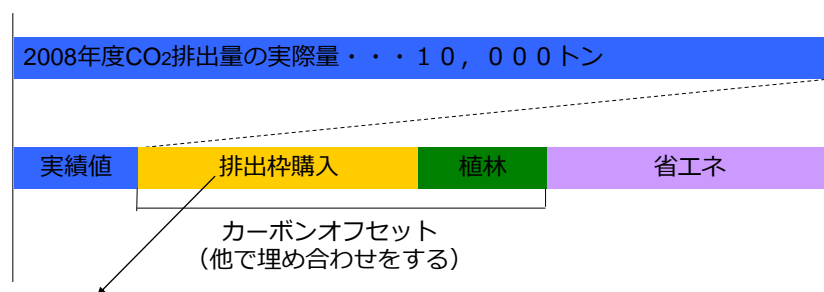 2008年度CO2排出量の実際量・・・１０，０００トン
実績値 排出枠購入 植林 省エネ
カーボンオフセット
（他で埋め合わせをする）